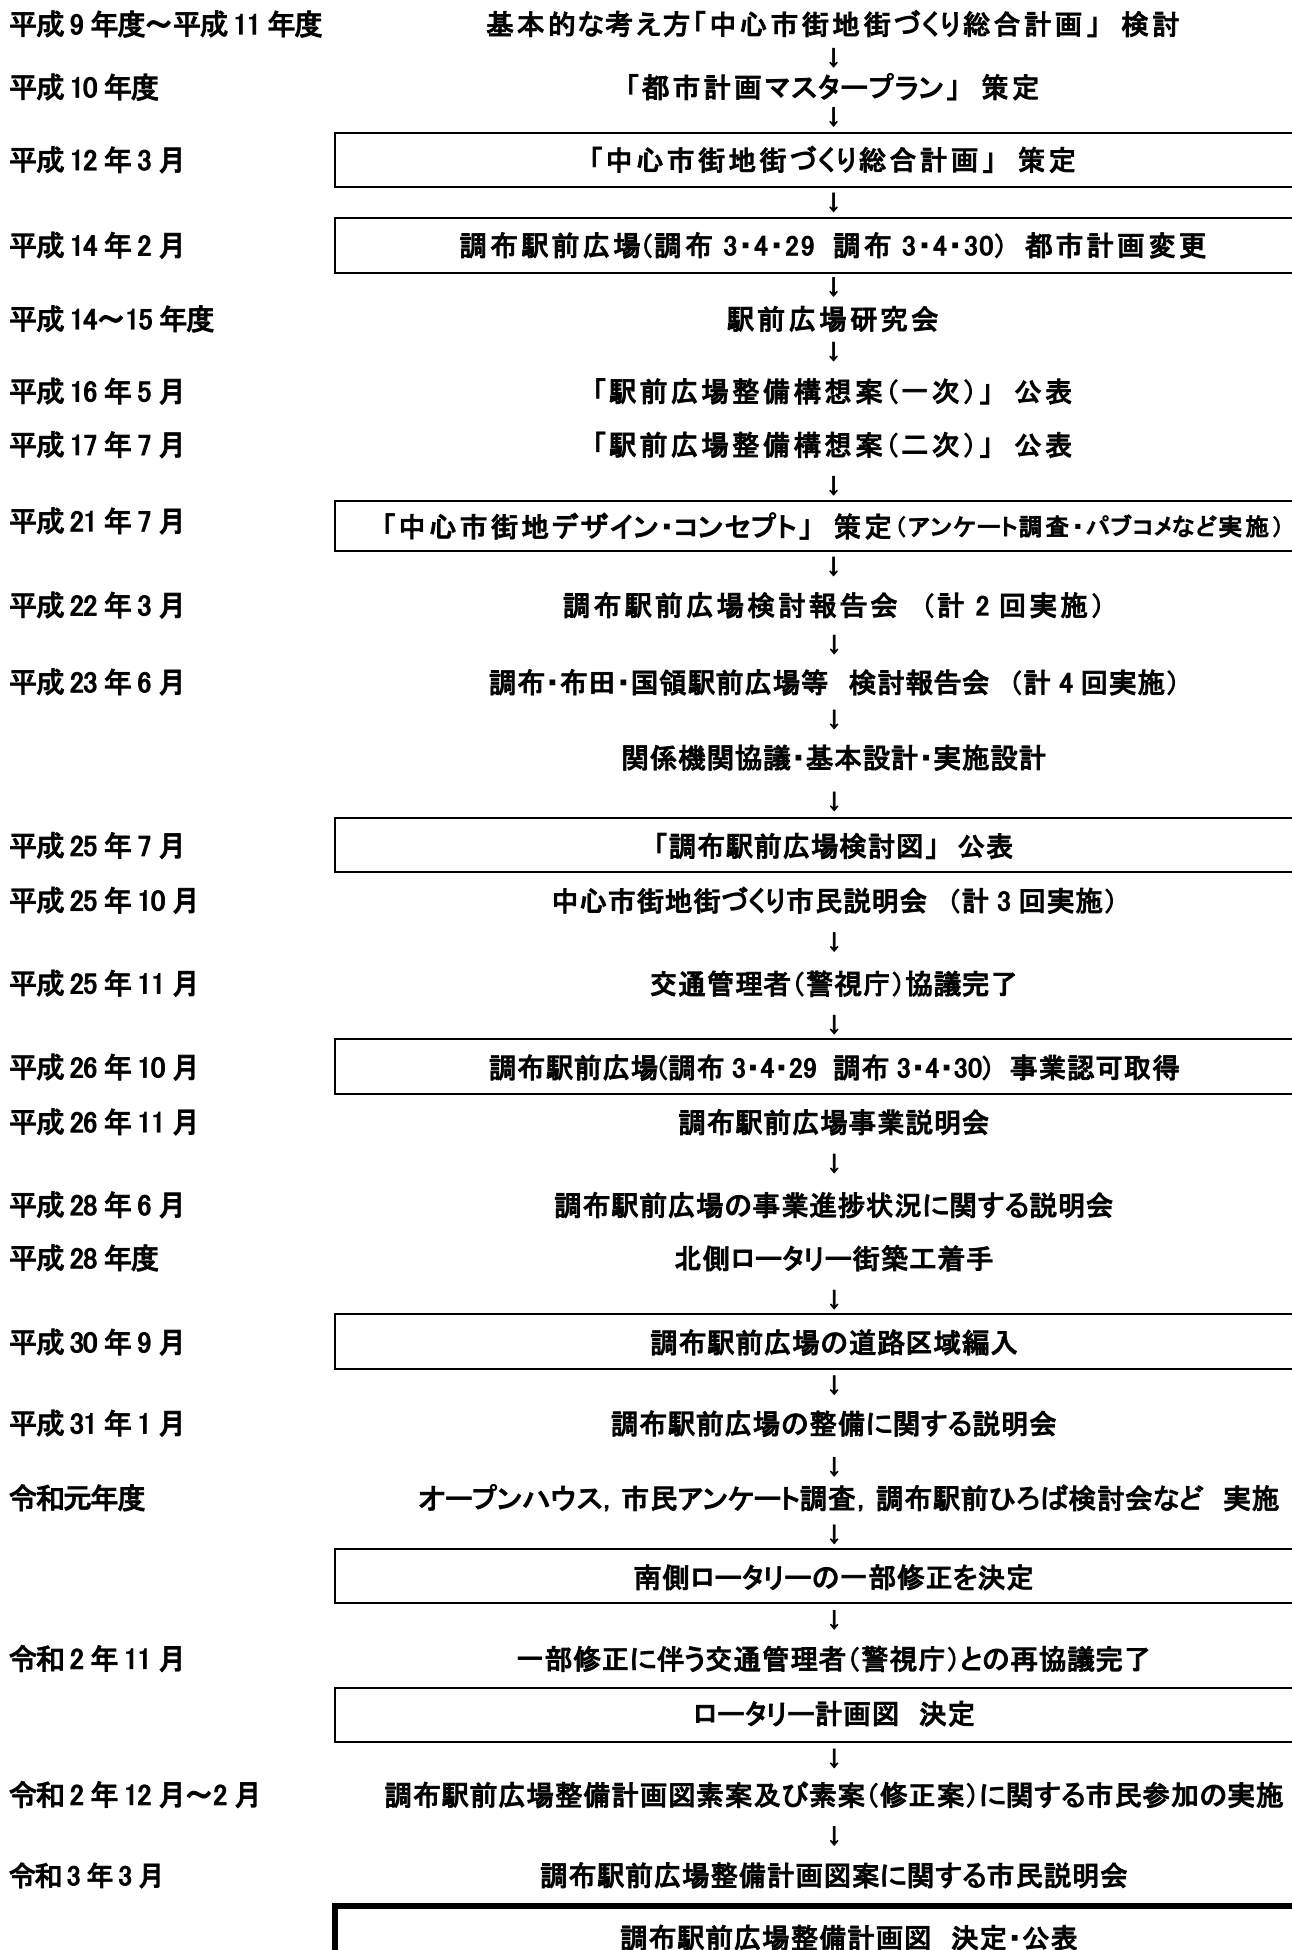 平成9年度～平成11年度　基本的な考え方「中心市街地街づくり総合計画」 検討
↓
平成10年度　「都市計画マスタープラン」 策定
↓
平成12年3月　「中心市街地街づくり総合計画」 策定
↓
平成14年2月　調布駅前広場(調布3・4・29 調布3・4・30) 都市計画変更
↓
平成14～15年度　駅前広場研究会
↓
平成16年5月　「駅前広場整備構想案(一次)」 公表
平成17年7月　「駅前広場整備構想案(二次)」 公表
↓
平成21年7月　「中心市街地デザイン・コンセプト」 策定(アンケート調査・パブコメなど実施)
↓
平成22年3月　調布駅前広場検討報告会 (計2回実施)
↓
平成23年6月　調布・布田・国領駅前広場等 検討報告会 (計4回実施)
↓
関係機関協議・基本設計・実施設計
↓
平成25年7月　「調布駅前広場検討図」 公表
平成25年10月　中心市街地街づくり市民説明会 (計3回実施)
↓
平成25年11月　交通管理者(警視庁)協議完了
↓
平成26年10月　調布駅前広場(調布3・4・29 調布3・4・30) 事業認可取得
平成26年11月　調布駅前広場事業説明会
↓
平成28年6月　調布駅前広場の事業進捗状況に関する説明会
平成28年度　北側ロータリー街築工着手
↓
平成30年9月　調布駅前広場の道路区域編入
↓
平成31年1月　調布駅前広場の整備に関する説明会
↓
令和元年度　オープンハウス，市民アンケート調査，調布駅前ひろば検討会など 実施
↓
南側ロータリーの一部修正を決定
↓
令和2年11月　一部修正に伴う交通管理者(警視庁)との再協議完了
ロータリー計画図 決定
↓
令和2年12月～2月　調布駅前広場整備計画図素案及び素案(修正案)に関する市民参加の実施
↓
令和3年3月　調布駅前広場整備計画図案に関する市民説明会
調布駅前広場整備計画図 決定・公表